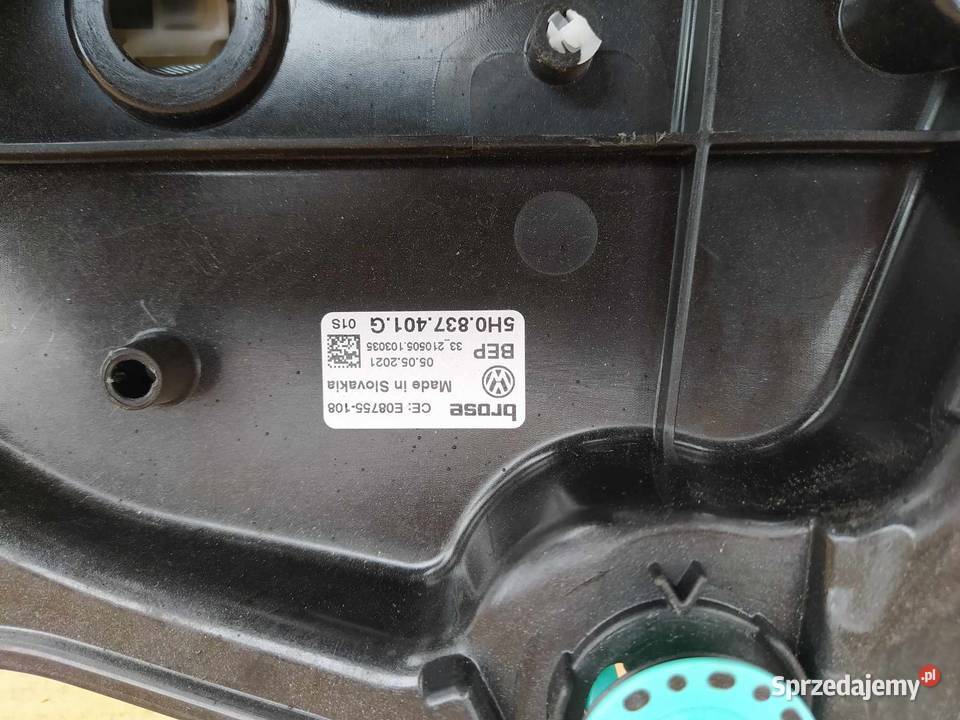 brose
CE: E08755-108
Made in Slovakia
05.05.2021
BEP
33_210505.103035
5H0.837.401.G
01S
Sprzedajemy.pl